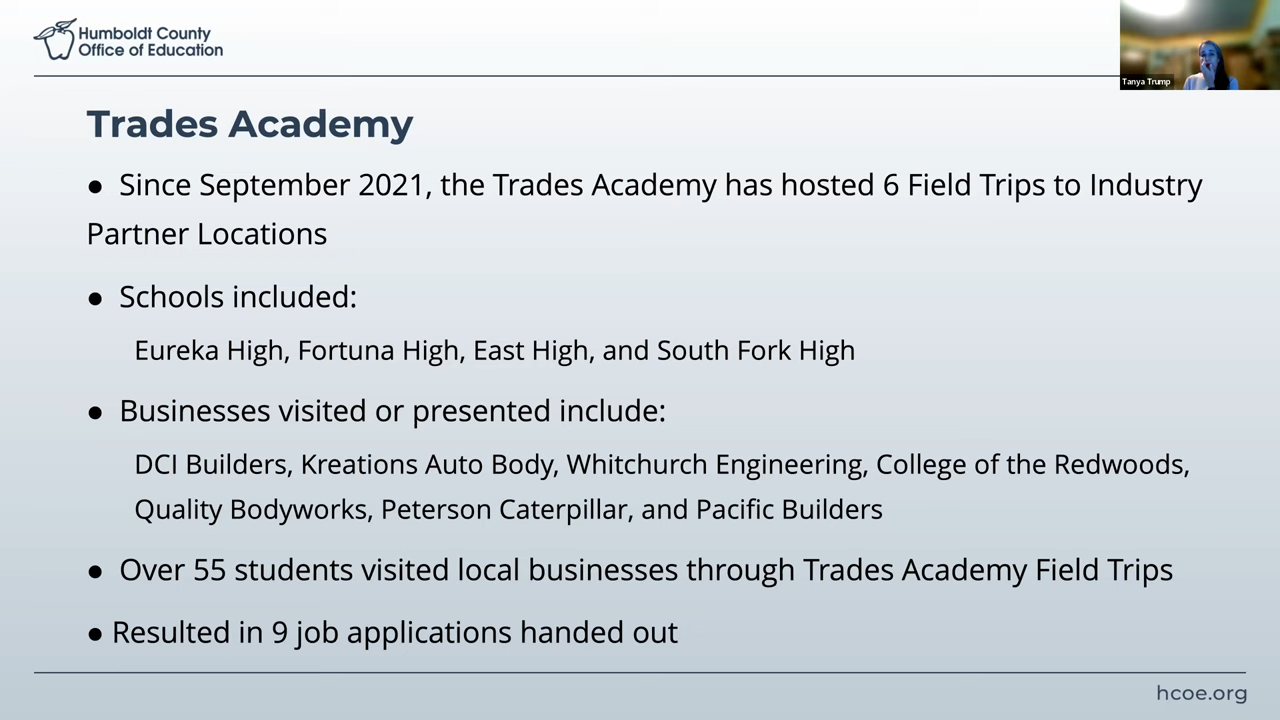 Humboldt County
Office of Education
Tanya Trump
Trades Academy
● Since September 2021, the Trades Academy has hosted 6 Field Trips to Industry
Partner Locations
● Schools included:
Eureka High, Fortuna High, East High, and South Fork High
● Businesses visited or presented include:
DCI Builders, Kreations Auto Body, Whitchurch Engineering, College of the Redwoods,
Quality Bodyworks, Peterson Caterpillar, and Pacific Builders
● Over 55 students visited local businesses through Trades Academy Field Trips
● Resulted in 9 job applications handed out
hcoe.org